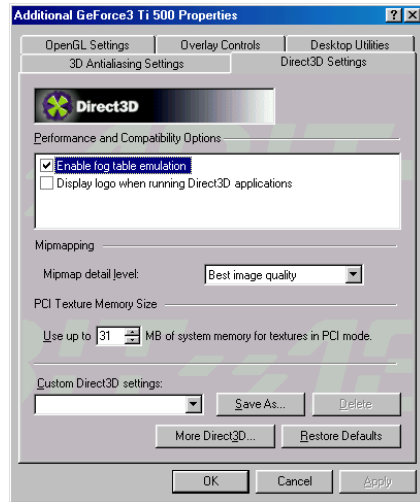 Additional GeForce3 Ti 500 Properties
OpenGL Settings
Overlay Controls
Desktop Utilities
3D Antialiasing Settings
Direct3D Settings
Direct3D
Performance and Compatibility Options
Enable fog table emulation
Display logo when running Direct3D applications
Mipmapping
Mipmap detail level:
Best image quality
PCI Texture Memory Size
Use up to 31 MB of system memory for textures in PCI mode.
Custom Direct3D settings:
Save As...
Delete
More Direct3D...
Restore Defaults
OK
Cancel
Apply